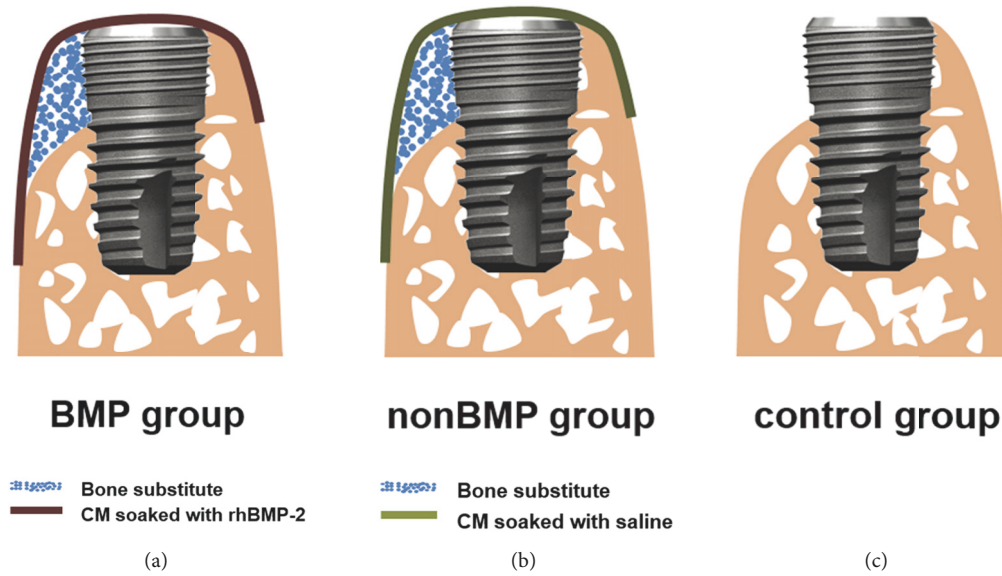 BMP group
nonBMP group
control group
Bone substitute
CM soaked with rhBMP-2
Bone substitute
CM soaked with saline
(a)
(b)
(c)